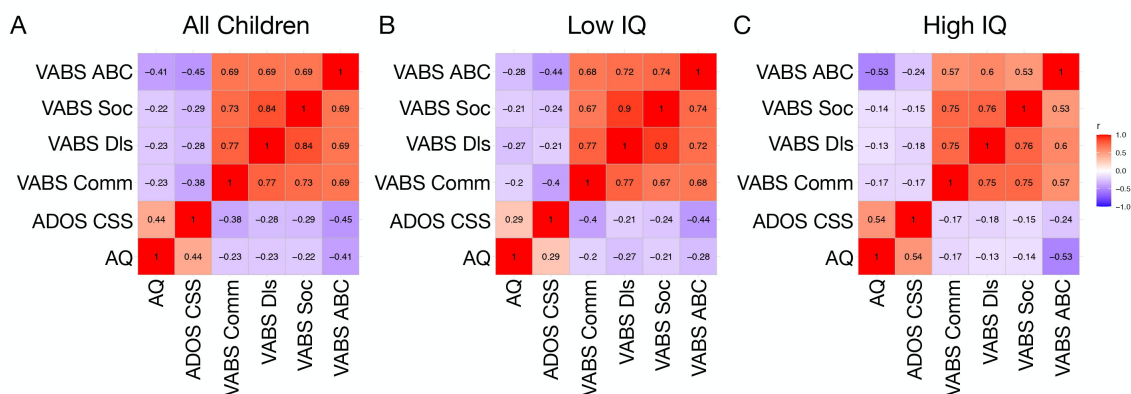 A All Children
VABS ABC −0.41 −0.45 0.69 0.69 0.69 1
VABS Soc −0.22 −0.29 0.73 0.84 1 0.69
VABS Dls −0.23 −0.28 0.77 1 0.84 0.69
VABS Comm −0.23 −0.38 1 0.77 0.73 0.69
ADOS CSS 0.44 1 −0.38 −0.28 −0.29 −0.45
AQ 1 0.44 −0.23 −0.23 −0.22 −0.41
AQ
ADOS CSS
VABS Comm
VABS Dls
VABS Soc
VABS ABC
B Low IQ
VABS ABC −0.28 −0.44 0.68 0.72 0.74 1
VABS Soc −0.21 −0.24 0.67 0.9 1 0.74
VABS Dls −0.27 −0.21 0.77 1 0.9 0.72
VABS Comm −0.2 −0.4 1 0.77 0.67 0.68
ADOS CSS 0.29 1 −0.4 −0.21 −0.24 −0.44
AQ 1 0.29 −0.2 −0.27 −0.21 −0.28
AQ
ADOS CSS
VABS Comm
VABS Dls
VABS Soc
VABS ABC
C High IQ
VABS ABC −0.53 −0.24 0.57 0.6 0.53 1
VABS Soc −0.14 −0.15 0.75 0.76 1 0.53
VABS Dls −0.13 −0.18 0.75 1 0.76 0.6
VABS Comm −0.17 −0.17 1 0.75 0.75 0.57
ADOS CSS 0.54 1 −0.17 −0.18 −0.15 −0.24
AQ 1 0.54 −0.17 −0.13 −0.14 −0.53
AQ
ADOS CSS
VABS Comm
VABS Dls
VABS Soc
VABS ABC
r
1.0
0.5
0.0
−0.5
−1.0